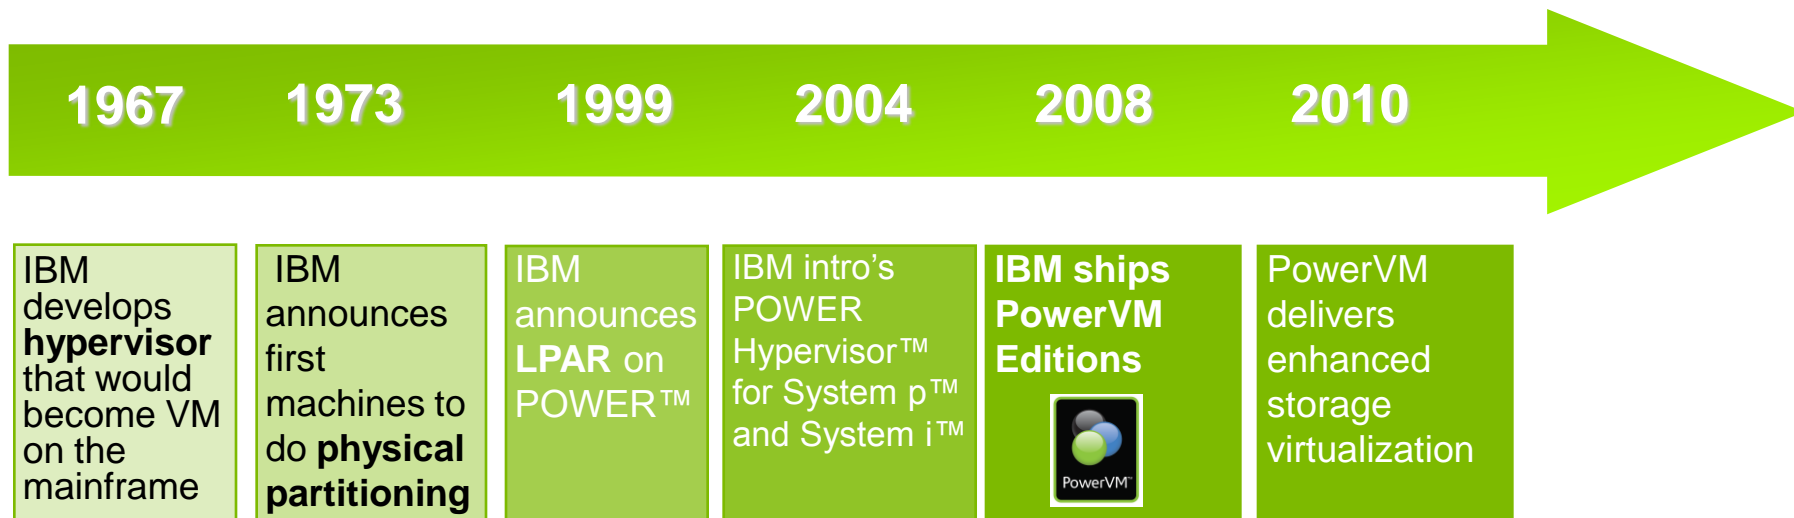 1967 1973 1999 2004 2008 2010
IBM
develops
hypervisor
that would
become VM
on the
mainframe
IBM
announces
first
machines to
do physical
partitioning
IBM
announces
LPAR on
POWER™
IBM intro’s
POWER
Hypervisor™
for System p™
and System i™
IBM ships
PowerVM
Editions
PowerVM™
PowerVM
delivers
enhanced
storage
virtualization